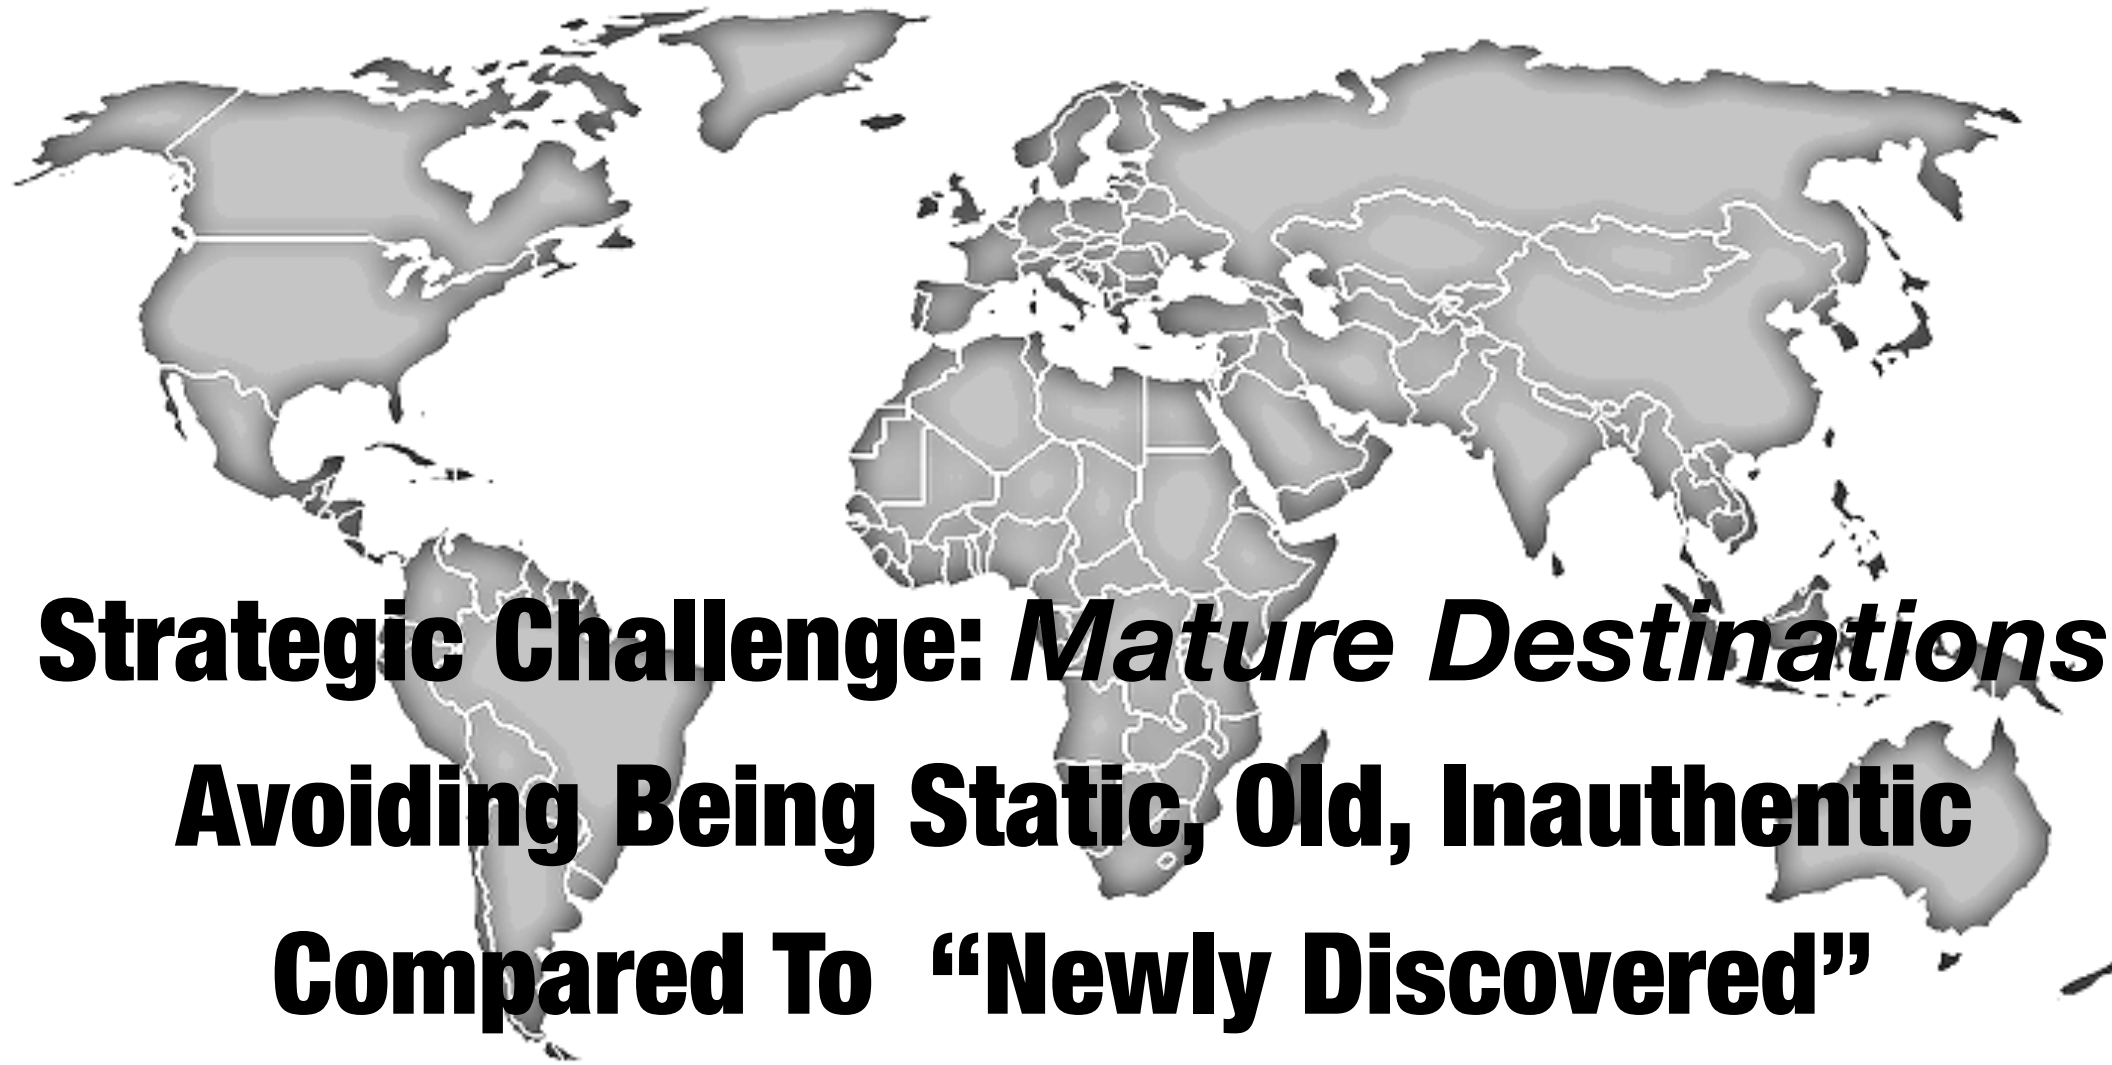 Strategic Challenge: Mature Destinations
Avoiding Being Static, Old, Inauthentic
Compared To “Newly Discovered”